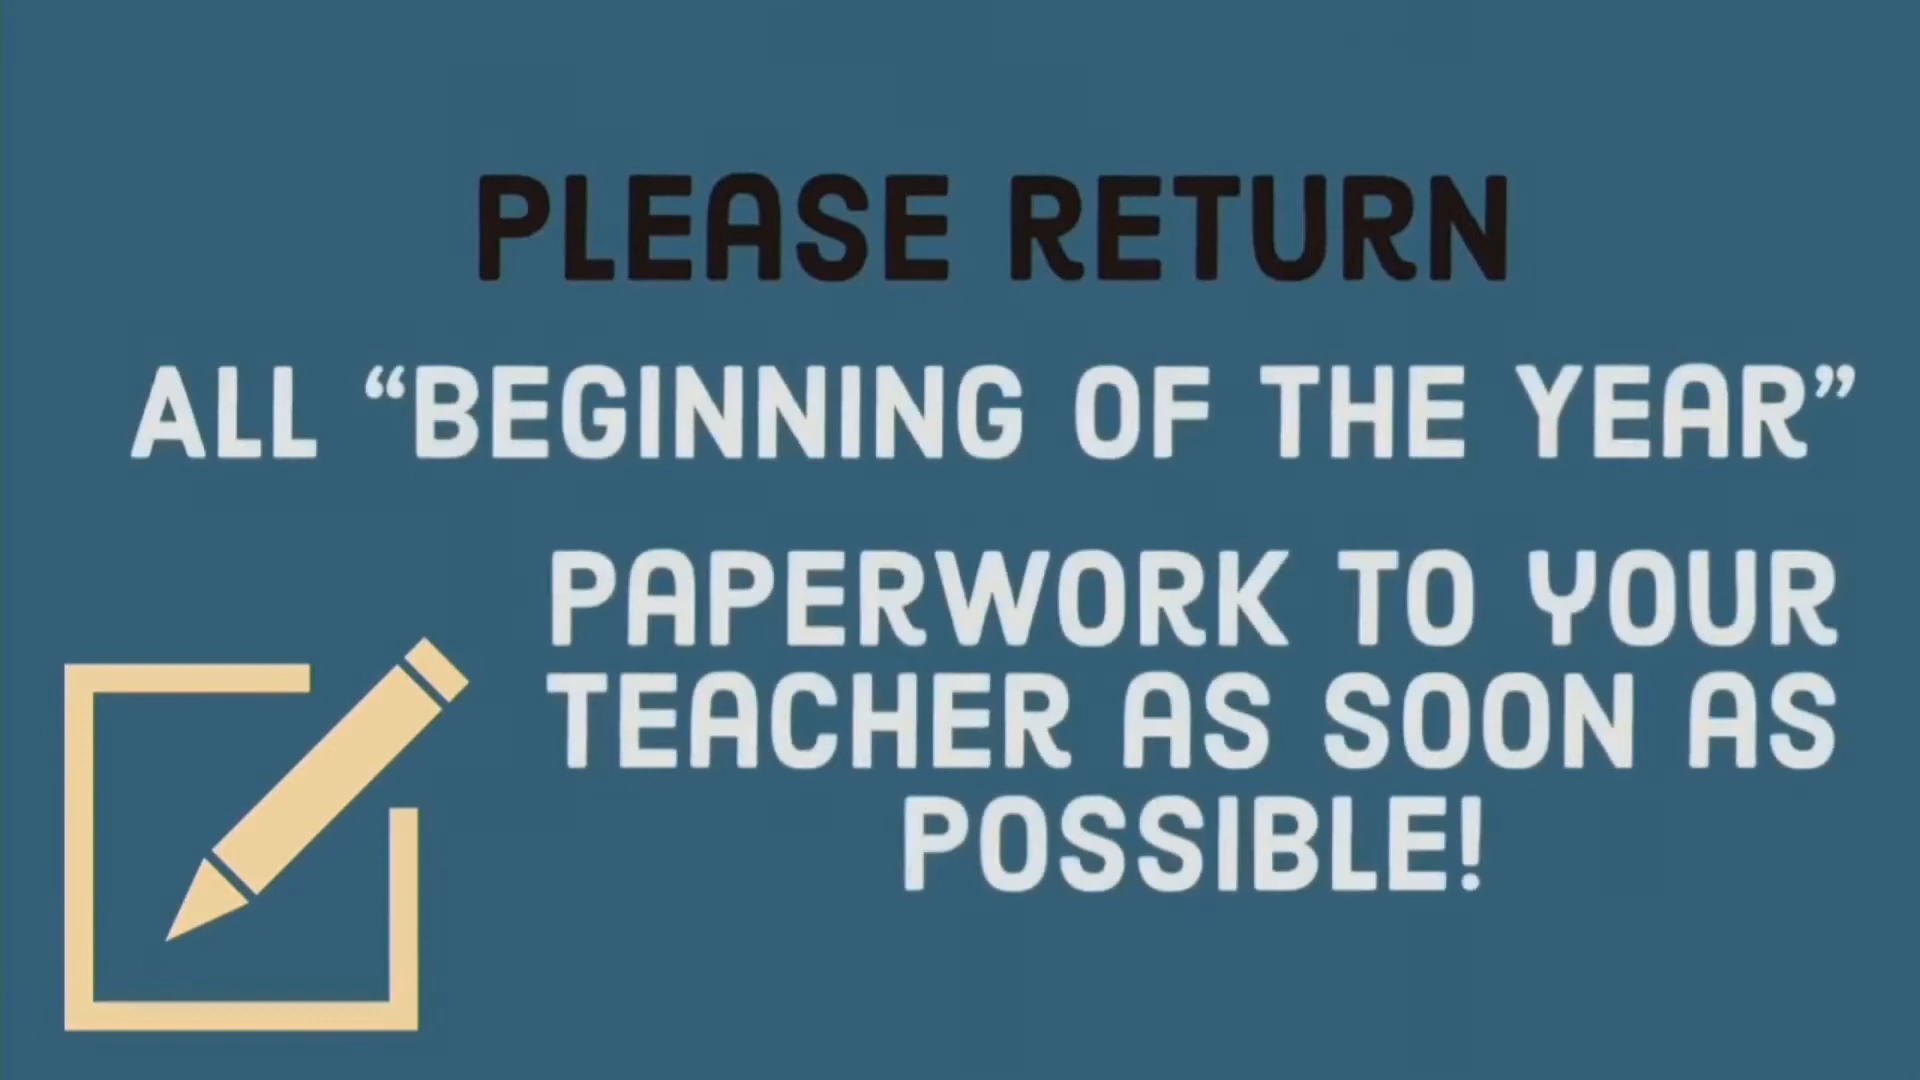 PLEASE RETURN
ALL “BEGINNING OF THE YEAR”
PAPERWORK TO YOUR
TEACHER AS SOON AS
POSSIBLE!